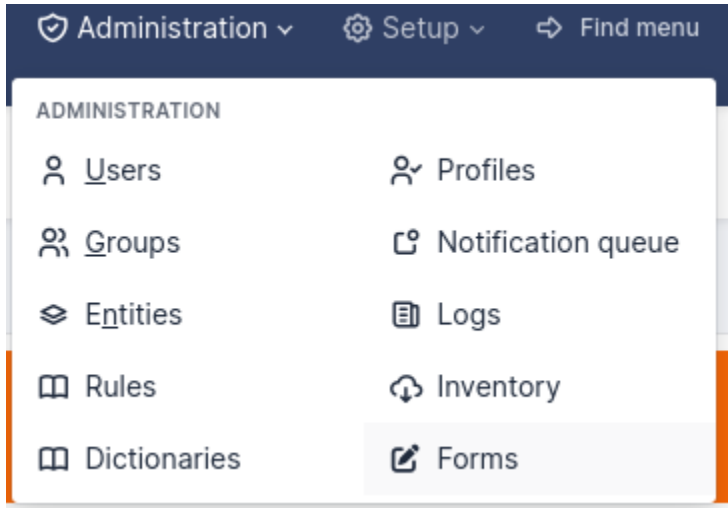 Administration Setup Find menu
ADMINISTRATION
Users Profiles
Groups Notification queue
Entities Logs
Rules Inventory
Dictionaries Forms